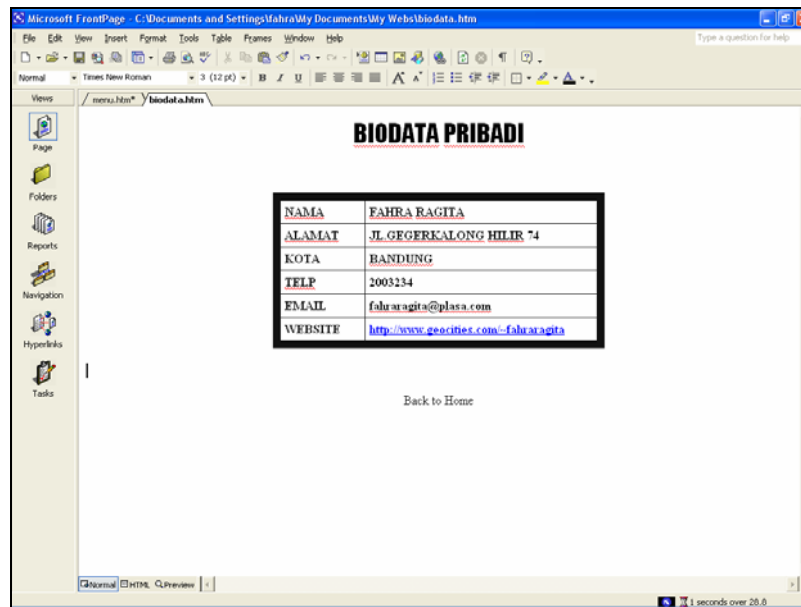 Microsoft FrontPage - C:\Documents and Settings\fahra\My Documents\My Webs\biodata.htm
File Edit View Insert Format Tools Table Frames Window Help Type a question for help
Normal Times New Roman 3 (12 pt) B I U A A A
Views menu.htm* biodata.htm
Page
Folders
Reports
Navigation
Hyperlinks
Tasks
BIODATA PRIBADI
NAMA FAHRA RAGITA
ALAMAT JL GEGERKALONG HILIR 74
KOTA BANDUNG
TELP 2003234
EMAIL fahraragita@plasa.com
WEBSITE http://www.geocities.com/~fahraragita
Back to Home
Normal HTML Preview
1 seconds over 28.8